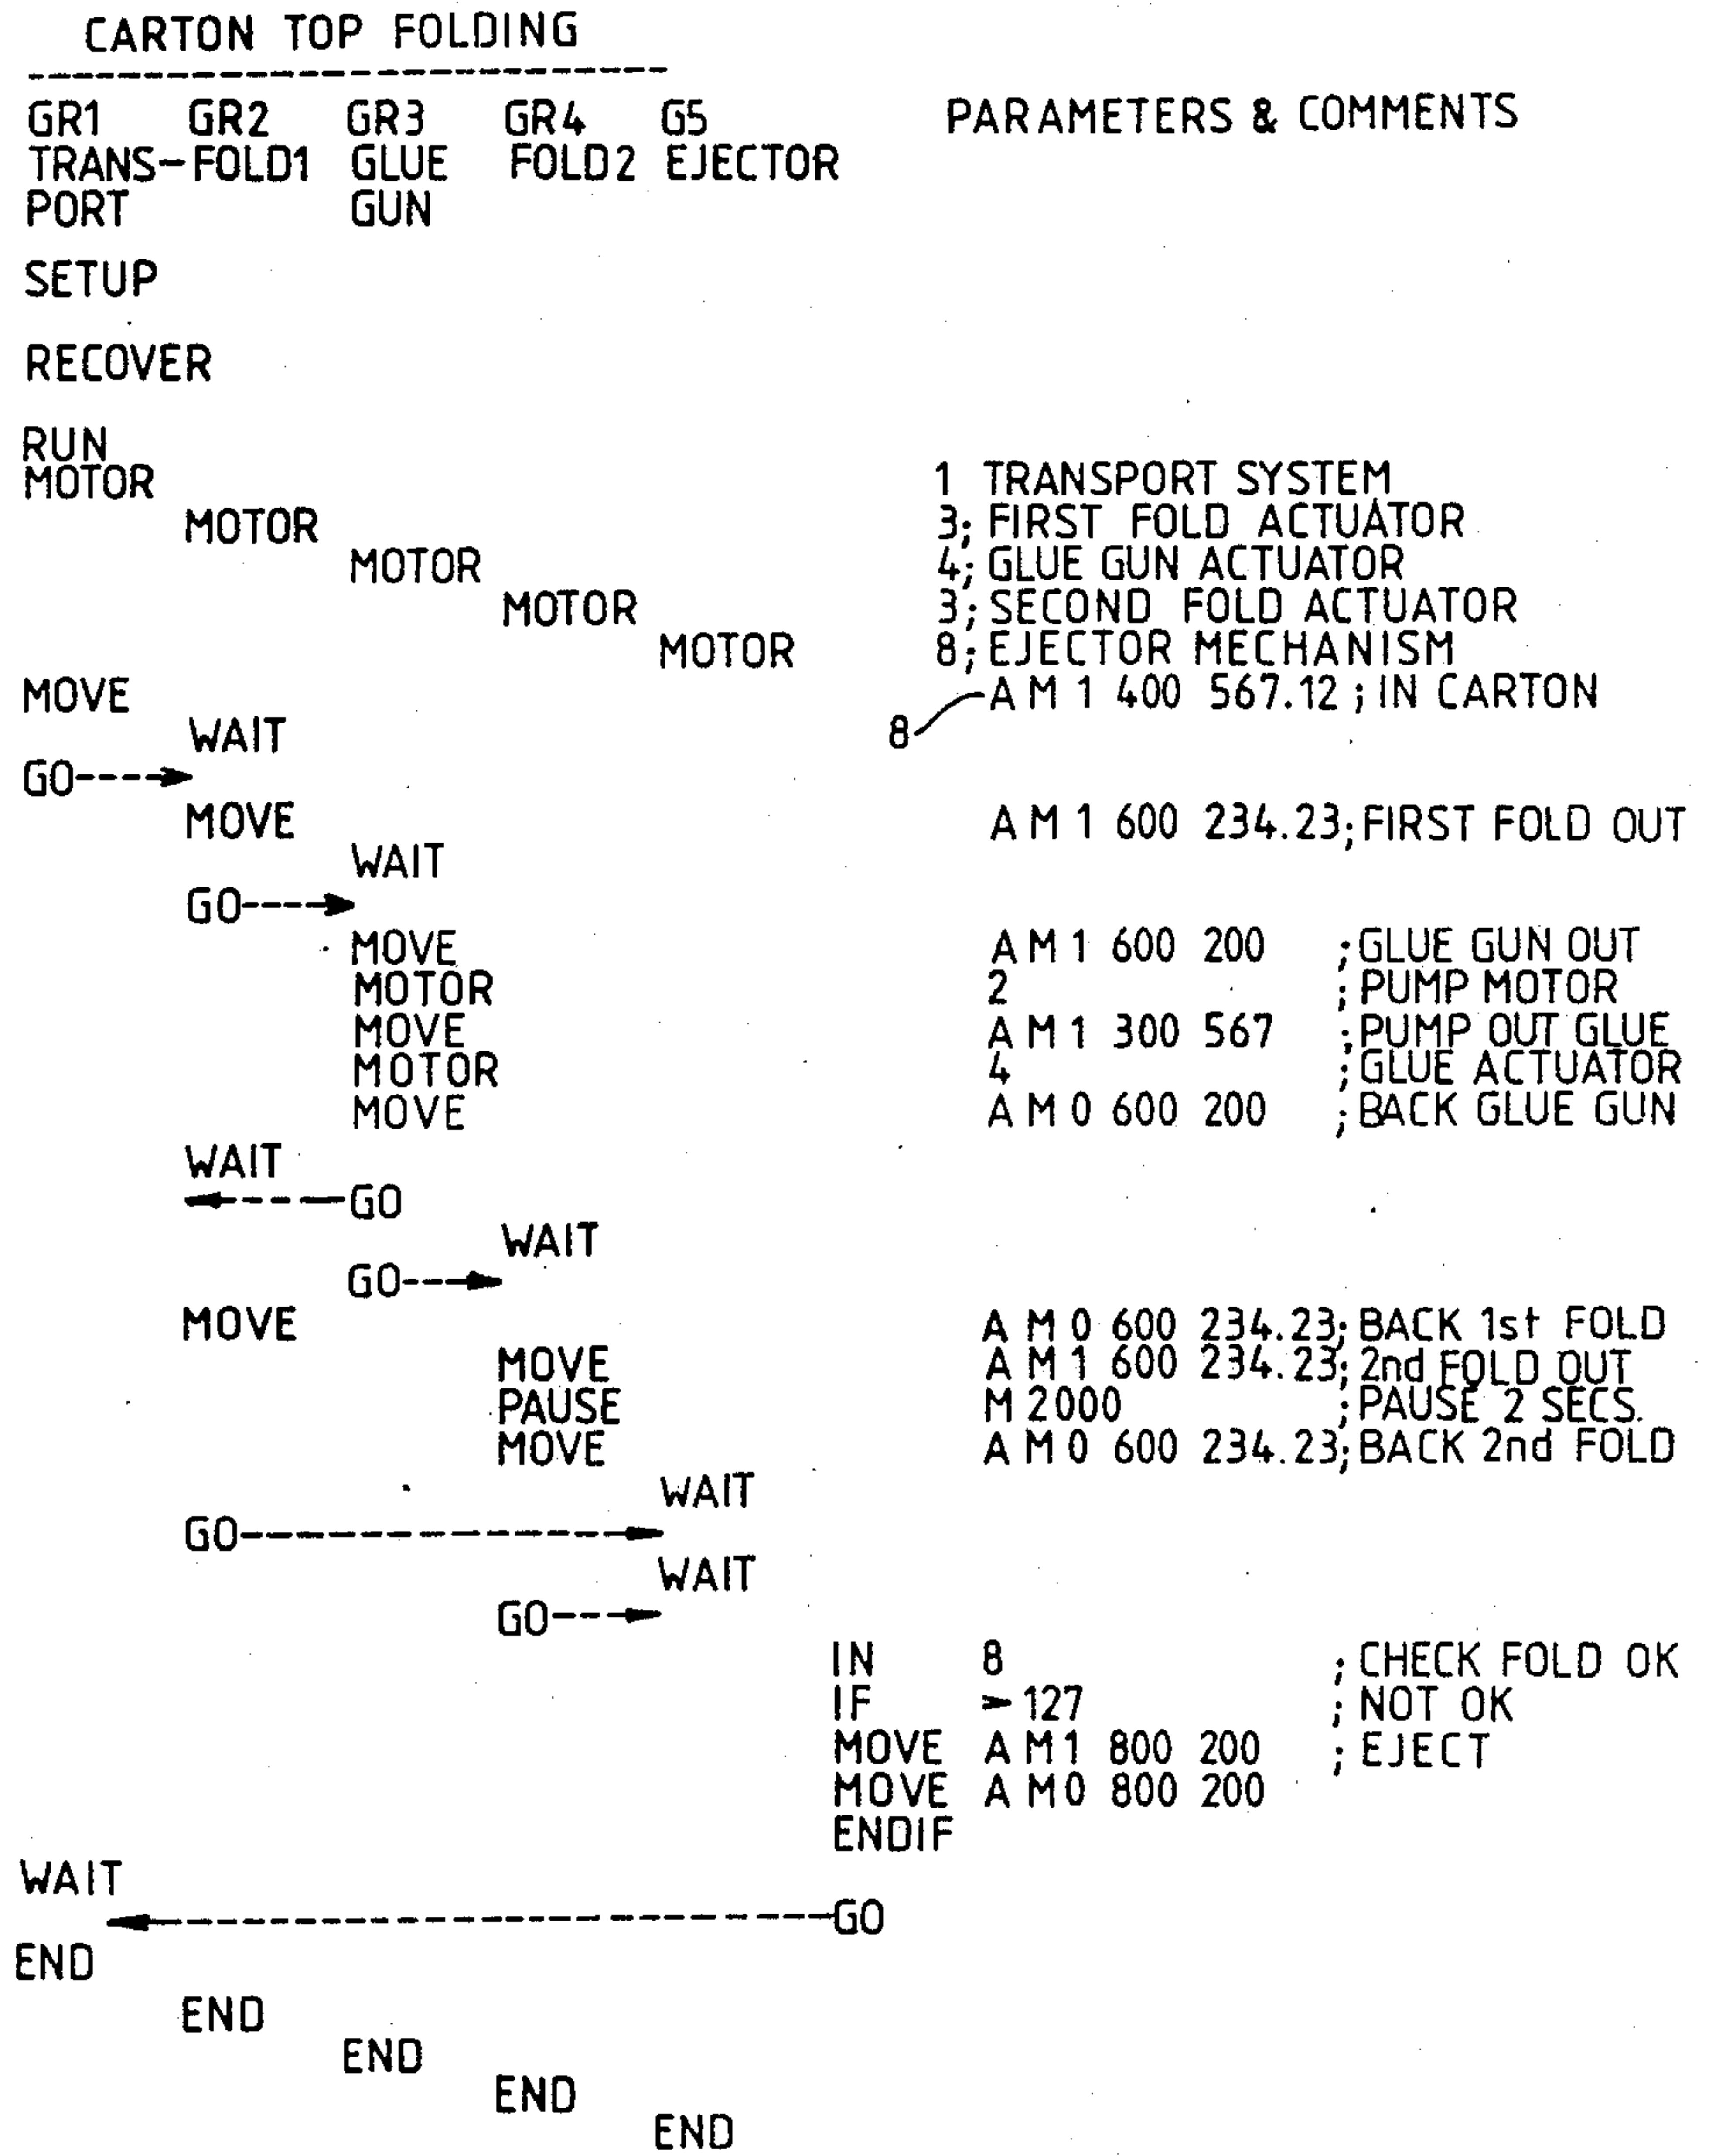 CARTON TOP FOLDING
GR1 GR2 GR3 GR4 G5 PARAMETERS & COMMENTS
TRANS-FOLD1 GLUE FOLD2 EJECTOR
PORT GUN
SETUP
RECOVER
RUN
MOTOR 1 TRANSPORT SYSTEM
MOTOR 3; FIRST FOLD ACTUATOR
MOTOR 4; GLUE GUN ACTUATOR
MOTOR 3; SECOND FOLD ACTUATOR
MOTOR 8; EJECTOR MECHANISM
MOVE A M 1 400 567.12 ; IN CARTON
WAIT 8
GO
MOVE A M 1 600 234.23; FIRST FOLD OUT
WAIT
GO
MOVE A M 1 600 200 ; GLUE GUN OUT
MOTOR 2 ; PUMP MOTOR
MOVE A M 1 300 567 ; PUMP OUT GLUE
MOTOR 4 ; GLUE ACTUATOR
MOVE A M 0 600 200 ; BACK GLUE GUN
WAIT
GO
WAIT
GO
MOVE A M 0 600 234.23; BACK 1st FOLD
MOVE A M 1 600 234.23; 2nd FOLD OUT
PAUSE M 2000 ; PAUSE 2 SECS.
MOVE A M 0 600 234.23; BACK 2nd FOLD
WAIT
GO
WAIT
GO
IN 8 ; CHECK FOLD OK
IF > 127 ; NOT OK
MOVE A M 1 800 200 ; EJECT
MOVE A M 0 800 200
ENDIF
WAIT
GO
END
END
END
END
END